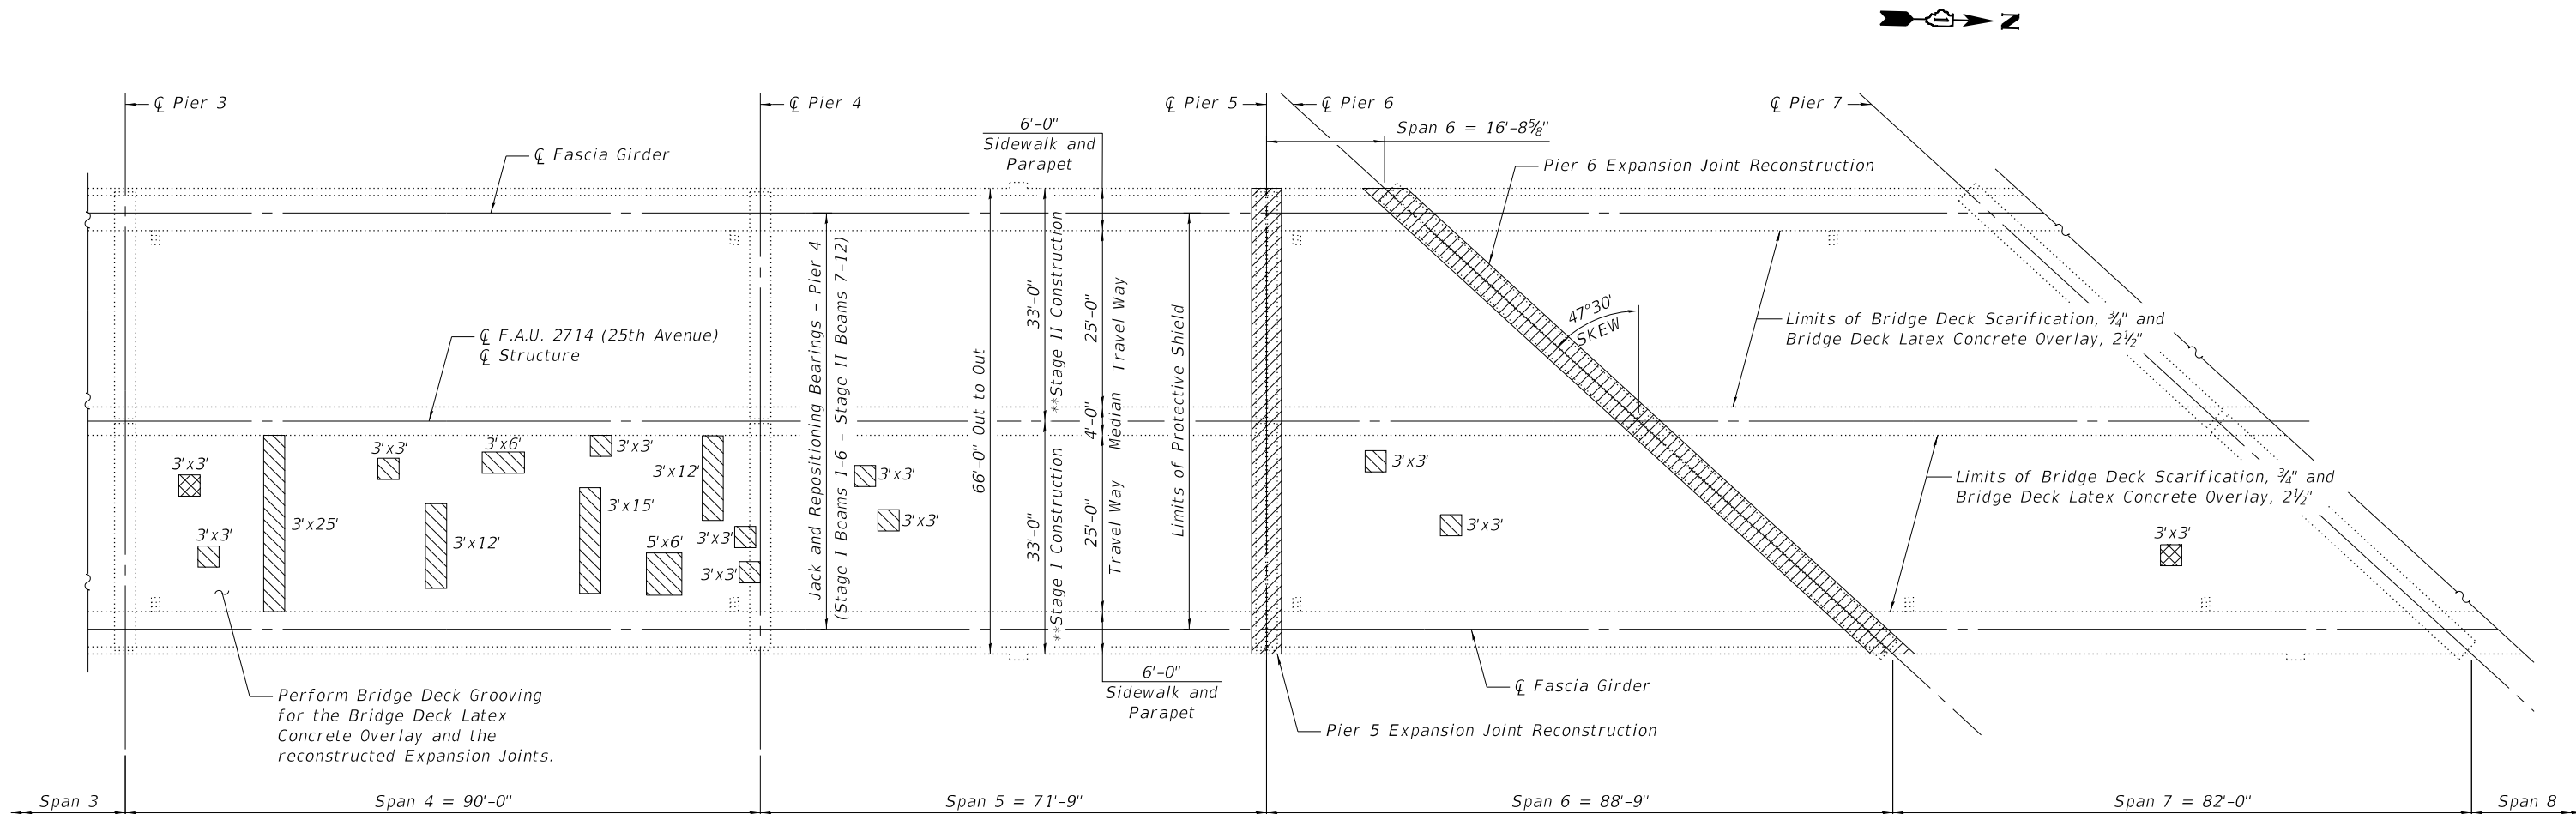 N
℄ Pier 3
℄ Pier 4
℄ Pier 5
℄ Pier 6
℄ Pier 7
6'-0"
Sidewalk and
Parapet
Span 6 = 16'-8⅝"
℄ Fascia Girder
Pier 6 Expansion Joint Reconstruction
℄ F.A.U. 2714 (25th Avenue)
℄ Structure
Jack and Repositioning Bearings - Pier 4
(Stage I Beams 1-6 - Stage II Beams 7-12)
66'-0" Out to Out
33'-0"
**Stage II Construction
33'-0"
**Stage I Construction
25'-0"
Travel Way
4'-0"
Median
25'-0"
Travel Way
Limits of Protective Shield
47°30'
SKEW
Limits of Bridge Deck Scarification, ¾" and
Bridge Deck Latex Concrete Overlay, 2½"
Limits of Bridge Deck Scarification, ¾" and
Bridge Deck Latex Concrete Overlay, 2½"
3'x3'
3'x3'
3'x25'
3'x3'
3'x12'
3'x6'
3'x3'
3'x15'
3'x12'
5'x6'
3'x3'
3'x3'
3'x3'
3'x3'
3'x3'
3'x3'
3'x3'
6'-0"
Sidewalk and
Parapet
℄ Fascia Girder
Pier 5 Expansion Joint Reconstruction
Perform Bridge Deck Grooving
for the Bridge Deck Latex
Concrete Overlay and the
reconstructed Expansion Joints.
Span 3
Span 4 = 90'-0"
Span 5 = 71'-9"
Span 6 = 88'-9"
Span 7 = 82'-0"
Span 8